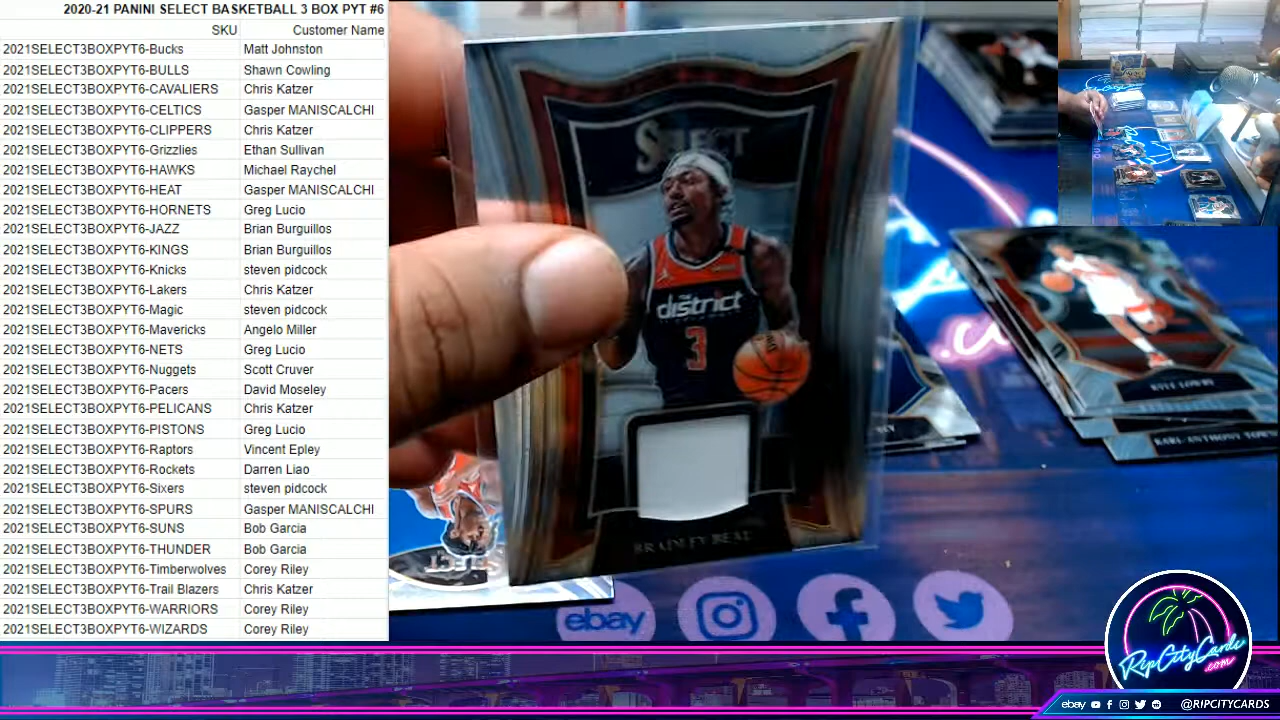 2020-21 PANINI SELECT BASKETBALL 3 BOX PYT #6
SKU Customer Name
2021SELECT3BOXPYT6-Bucks Matt Johnston
2021SELECT3BOXPYT6-BULLS Shawn Cowling
2021SELECT3BOXPYT6-CAVALIERS Chris Katzer
2021SELECT3BOXPYT6-CELTICS Gasper MANISCALCHI
2021SELECT3BOXPYT6-CLIPPERS Chris Katzer
2021SELECT3BOXPYT6-Grizzlies Ethan Sullivan
2021SELECT3BOXPYT6-HAWKS Michael Raychel
2021SELECT3BOXPYT6-HEAT Gasper MANISCALCHI
2021SELECT3BOXPYT6-HORNETS Greg Lucio
2021SELECT3BOXPYT6-JAZZ Brian Burguillos
2021SELECT3BOXPYT6-KINGS Brian Burguillos
2021SELECT3BOXPYT6-Knicks steven pidcock
2021SELECT3BOXPYT6-Lakers Chris Katzer
2021SELECT3BOXPYT6-Magic steven pidcock
2021SELECT3BOXPYT6-Mavericks Angelo Miller
2021SELECT3BOXPYT6-NETS Greg Lucio
2021SELECT3BOXPYT6-Nuggets Scott Cruver
2021SELECT3BOXPYT6-Pacers David Moseley
2021SELECT3BOXPYT6-PELICANS Chris Katzer
2021SELECT3BOXPYT6-PISTONS Greg Lucio
2021SELECT3BOXPYT6-Raptors Vincent Epley
2021SELECT3BOXPYT6-Rockets Darren Liao
2021SELECT3BOXPYT6-Sixers steven pidcock
2021SELECT3BOXPYT6-SPURS Gasper MANISCALCHI
2021SELECT3BOXPYT6-SUNS Bob Garcia
2021SELECT3BOXPYT6-THUNDER Bob Garcia
2021SELECT3BOXPYT6-Timberwolves Corey Riley
2021SELECT3BOXPYT6-Trail Blazers Chris Katzer
2021SELECT3BOXPYT6-WARRIORS Corey Riley
2021SELECT3BOXPYT6-WIZARDS Corey Riley
SELECT
district
3
BRADLEY BEAL
KYLE LOWRY
KARL-ANTHONY TOWNS
SELECT
ebay
RipCityCards
.com
ebay @RIPCITYCARDS